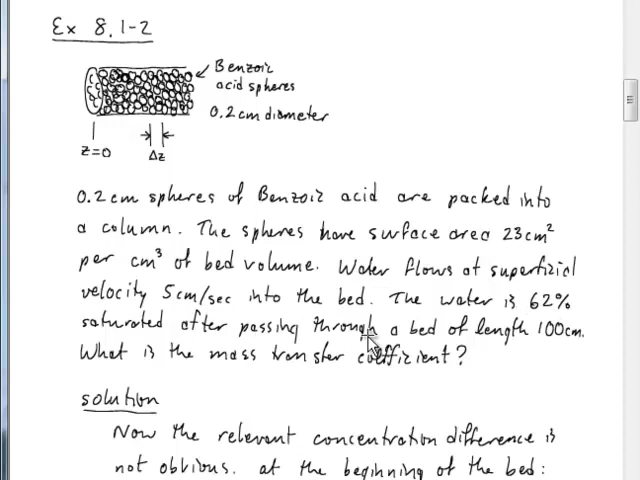 Ex 8.1-2
Benzoic
acid spheres
0.2cm diameter
z=0
Δz
0.2cm spheres of Benzoic acid are packed into
a column. The spheres have surface area 23cm²
per cm³ of bed volume. Water flows at superficial
velocity 5cm/sec into the bed. The water is 62%
saturated after passing through a bed of length 100cm.
What is the mass transfer coefficient?
solution
Now the relevant concentration difference is
not obvious. at the beginning of the bed: